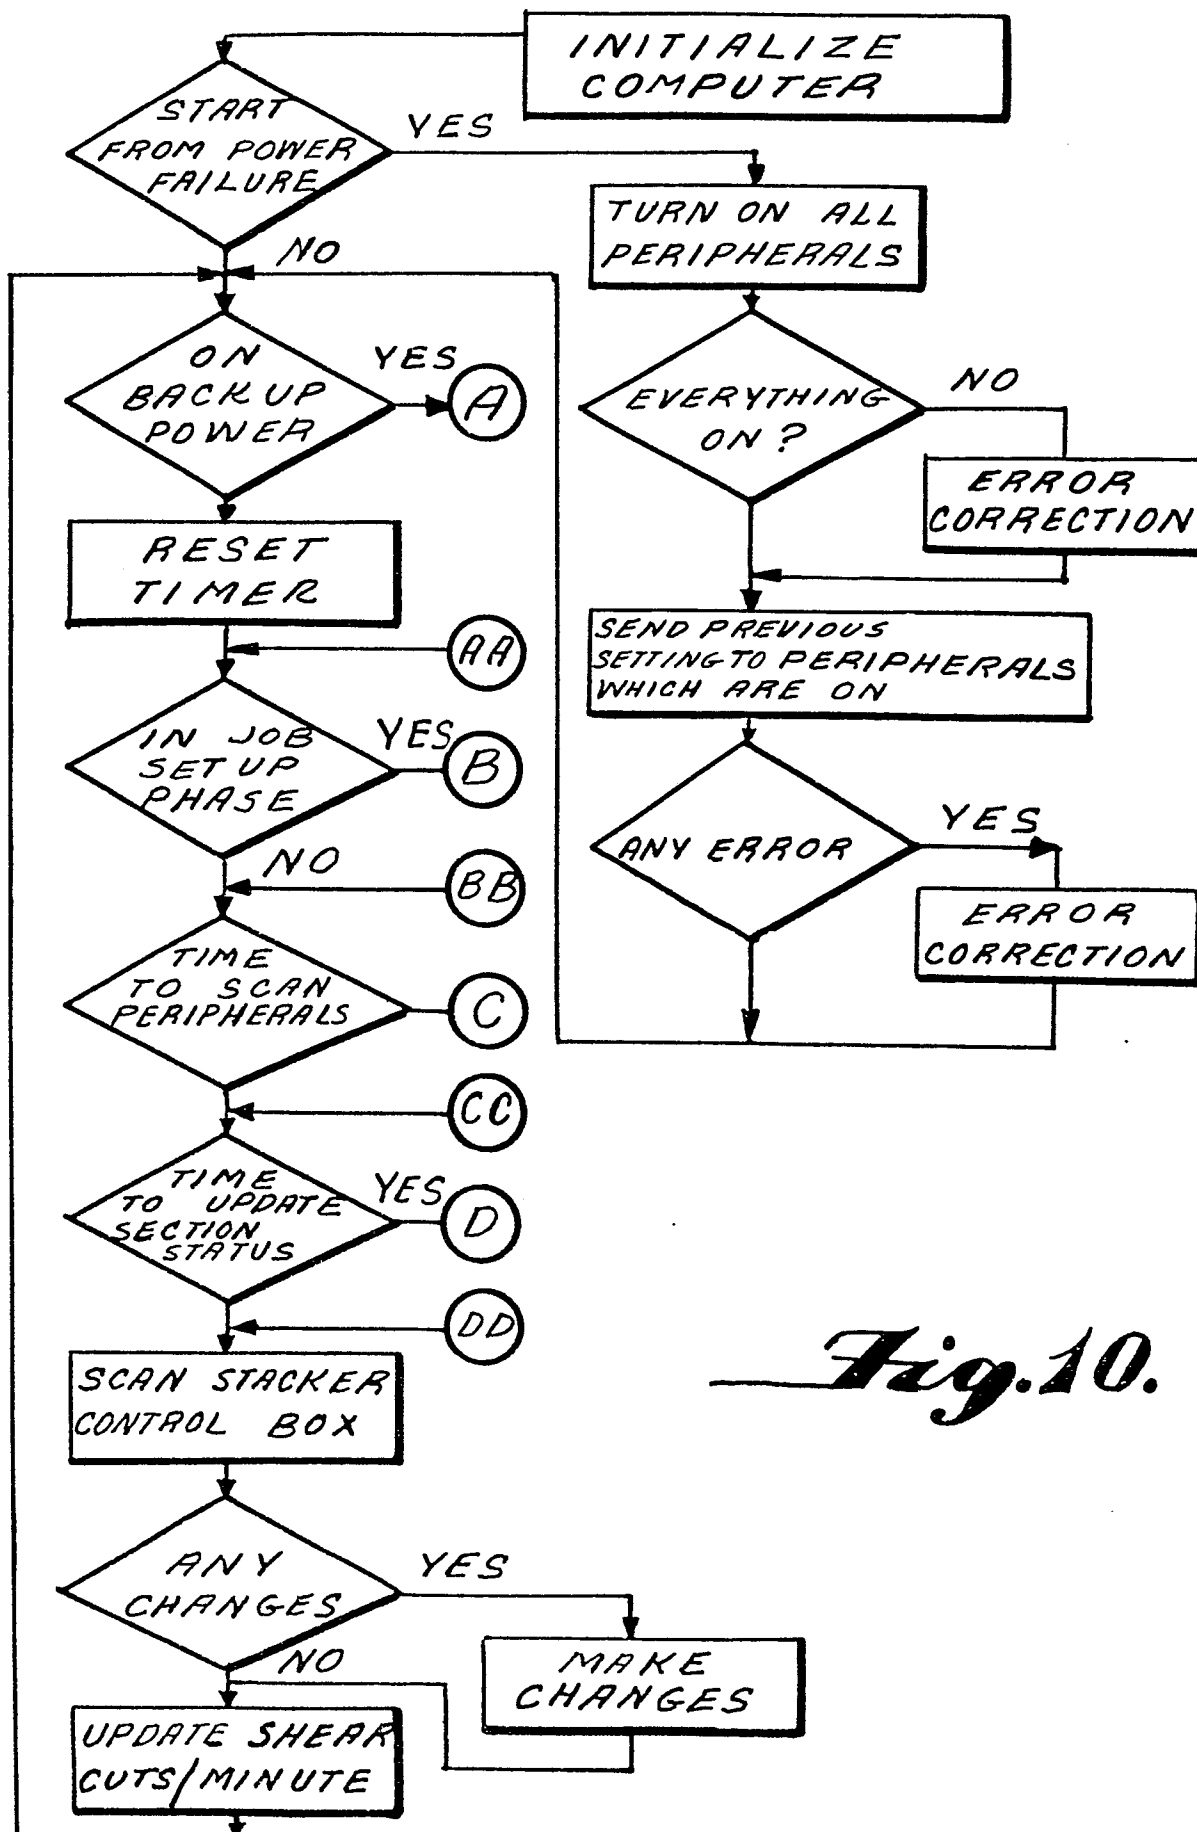 INITIALIZE
COMPUTER
START
FROM POWER
FAILURE
YES
NO
TURN ON ALL
PERIPHERALS
ON
BACKUP
POWER
YES
A
EVERYTHING
ON?
NO
ERROR
CORRECTION
RESET
TIMER
AA
SEND PREVIOUS
SETTING TO PERIPHERALS
WHICH ARE ON
IN JOB
SET UP
PHASE
YES
B
NO
BB
ANY ERROR
YES
ERROR
CORRECTION
TIME
TO SCAN
PERIPHERALS
C
CC
TIME
TO UPDATE
SECTION
STATUS
YES
D
DD
SCAN STACKER
CONTROL BOX
Fig. 10.
ANY
CHANGES
YES
NO
MAKE
CHANGES
UPDATE SHEAR
CUTS/MINUTE